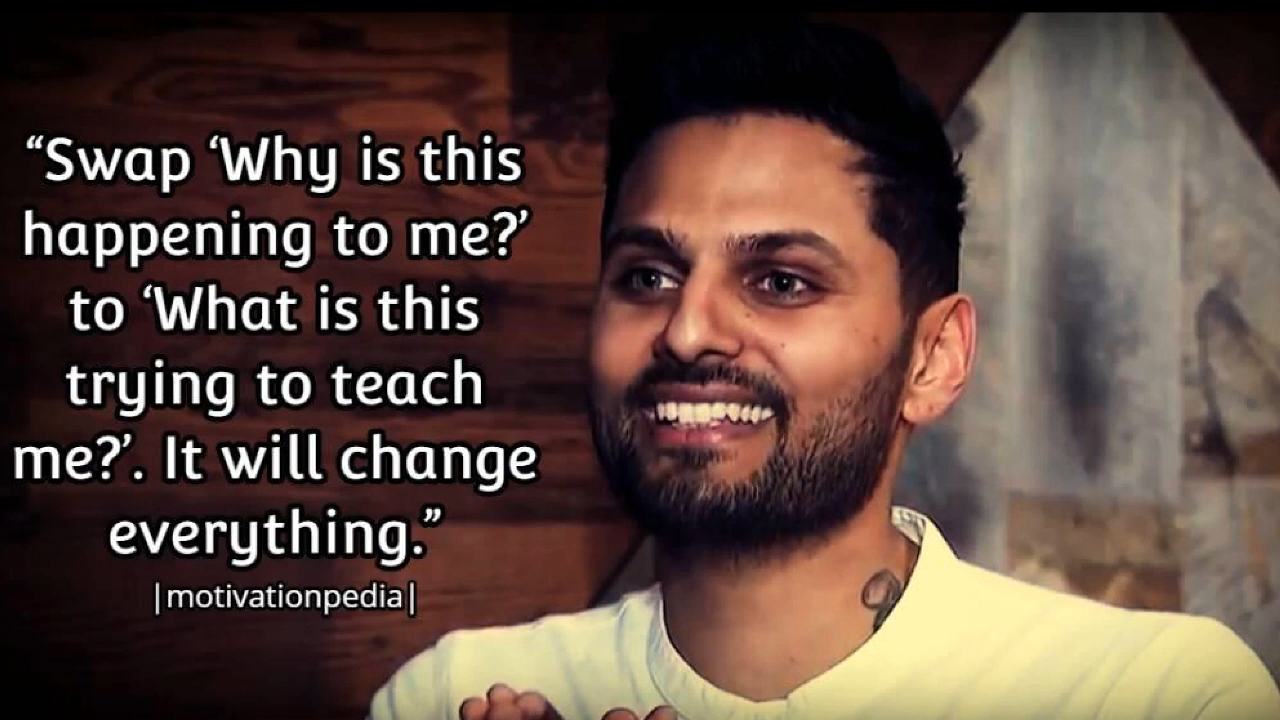 “Swap ‘Why is this
happening to me?’
to ‘What is this
trying to teach
me?’. It will change
everything.”
|motivationpedia|